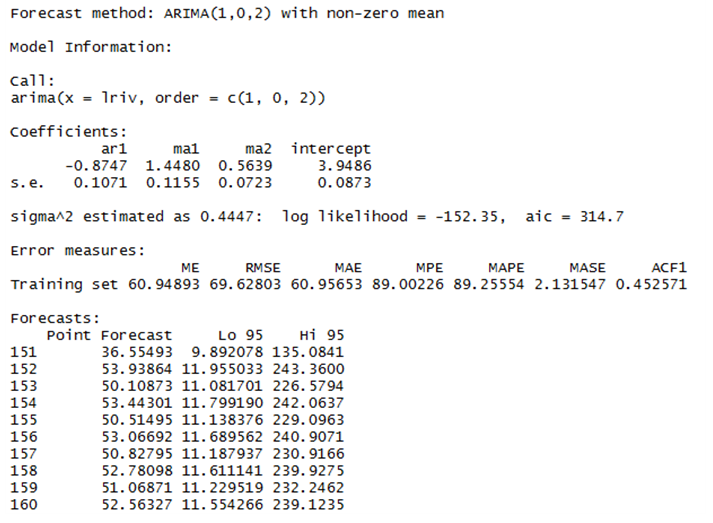 Forecast method: ARIMA(1,0,2) with non-zero mean
Model Information:
Call:
arima(x = lriv, order = c(1, 0, 2))
Coefficients:
ar1 ma1 ma2 intercept
-0.8747 1.4480 0.5639 3.9486
s.e. 0.1071 0.1155 0.0723 0.0873
sigma^2 estimated as 0.4447: log likelihood = -152.35, aic = 314.7
Error measures:
ME RMSE MAE MPE MAPE MASE ACF1
Training set 60.94893 69.62803 60.95653 89.00226 89.25554 2.131547 0.452571
Forecasts:
Point Forecast Lo 95 Hi 95
151 36.55493 9.892078 135.0841
152 53.93864 11.955033 243.3600
153 50.10873 11.081701 226.5794
154 53.44301 11.799190 242.0637
155 50.51495 11.138376 229.0963
156 53.06692 11.689562 240.9071
157 50.82795 11.187937 230.9166
158 52.78098 11.611141 239.9275
159 51.06871 11.229519 232.2462
160 52.56327 11.554266 239.1235